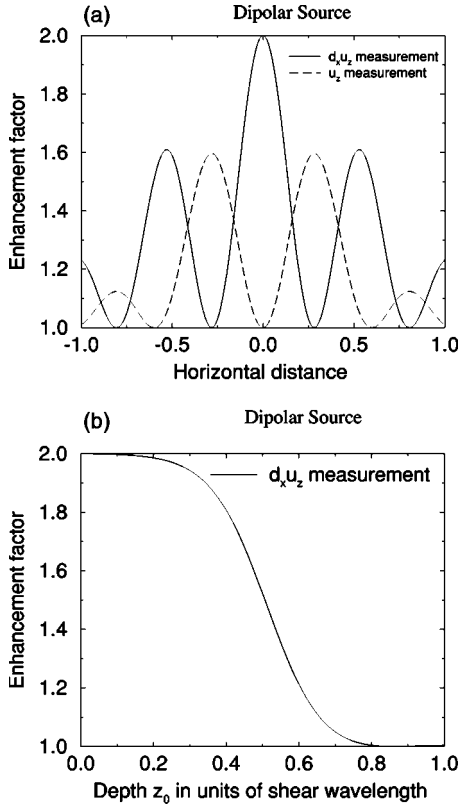 (a)
Dipolar Source
2.0
1.8
1.6
1.4
1.2
1.0
Enhancement factor
dₓu_z measurement
u_z measurement
-1.0 -0.5 0.0 0.5 1.0
Horizontal distance
(b)
Dipolar Source
2.0
1.8
1.6
1.4
1.2
1.0
Enhancement factor
dₓu_z measurement
0.0 0.2 0.4 0.6 0.8 1.0
Depth z₀ in units of shear wavelength